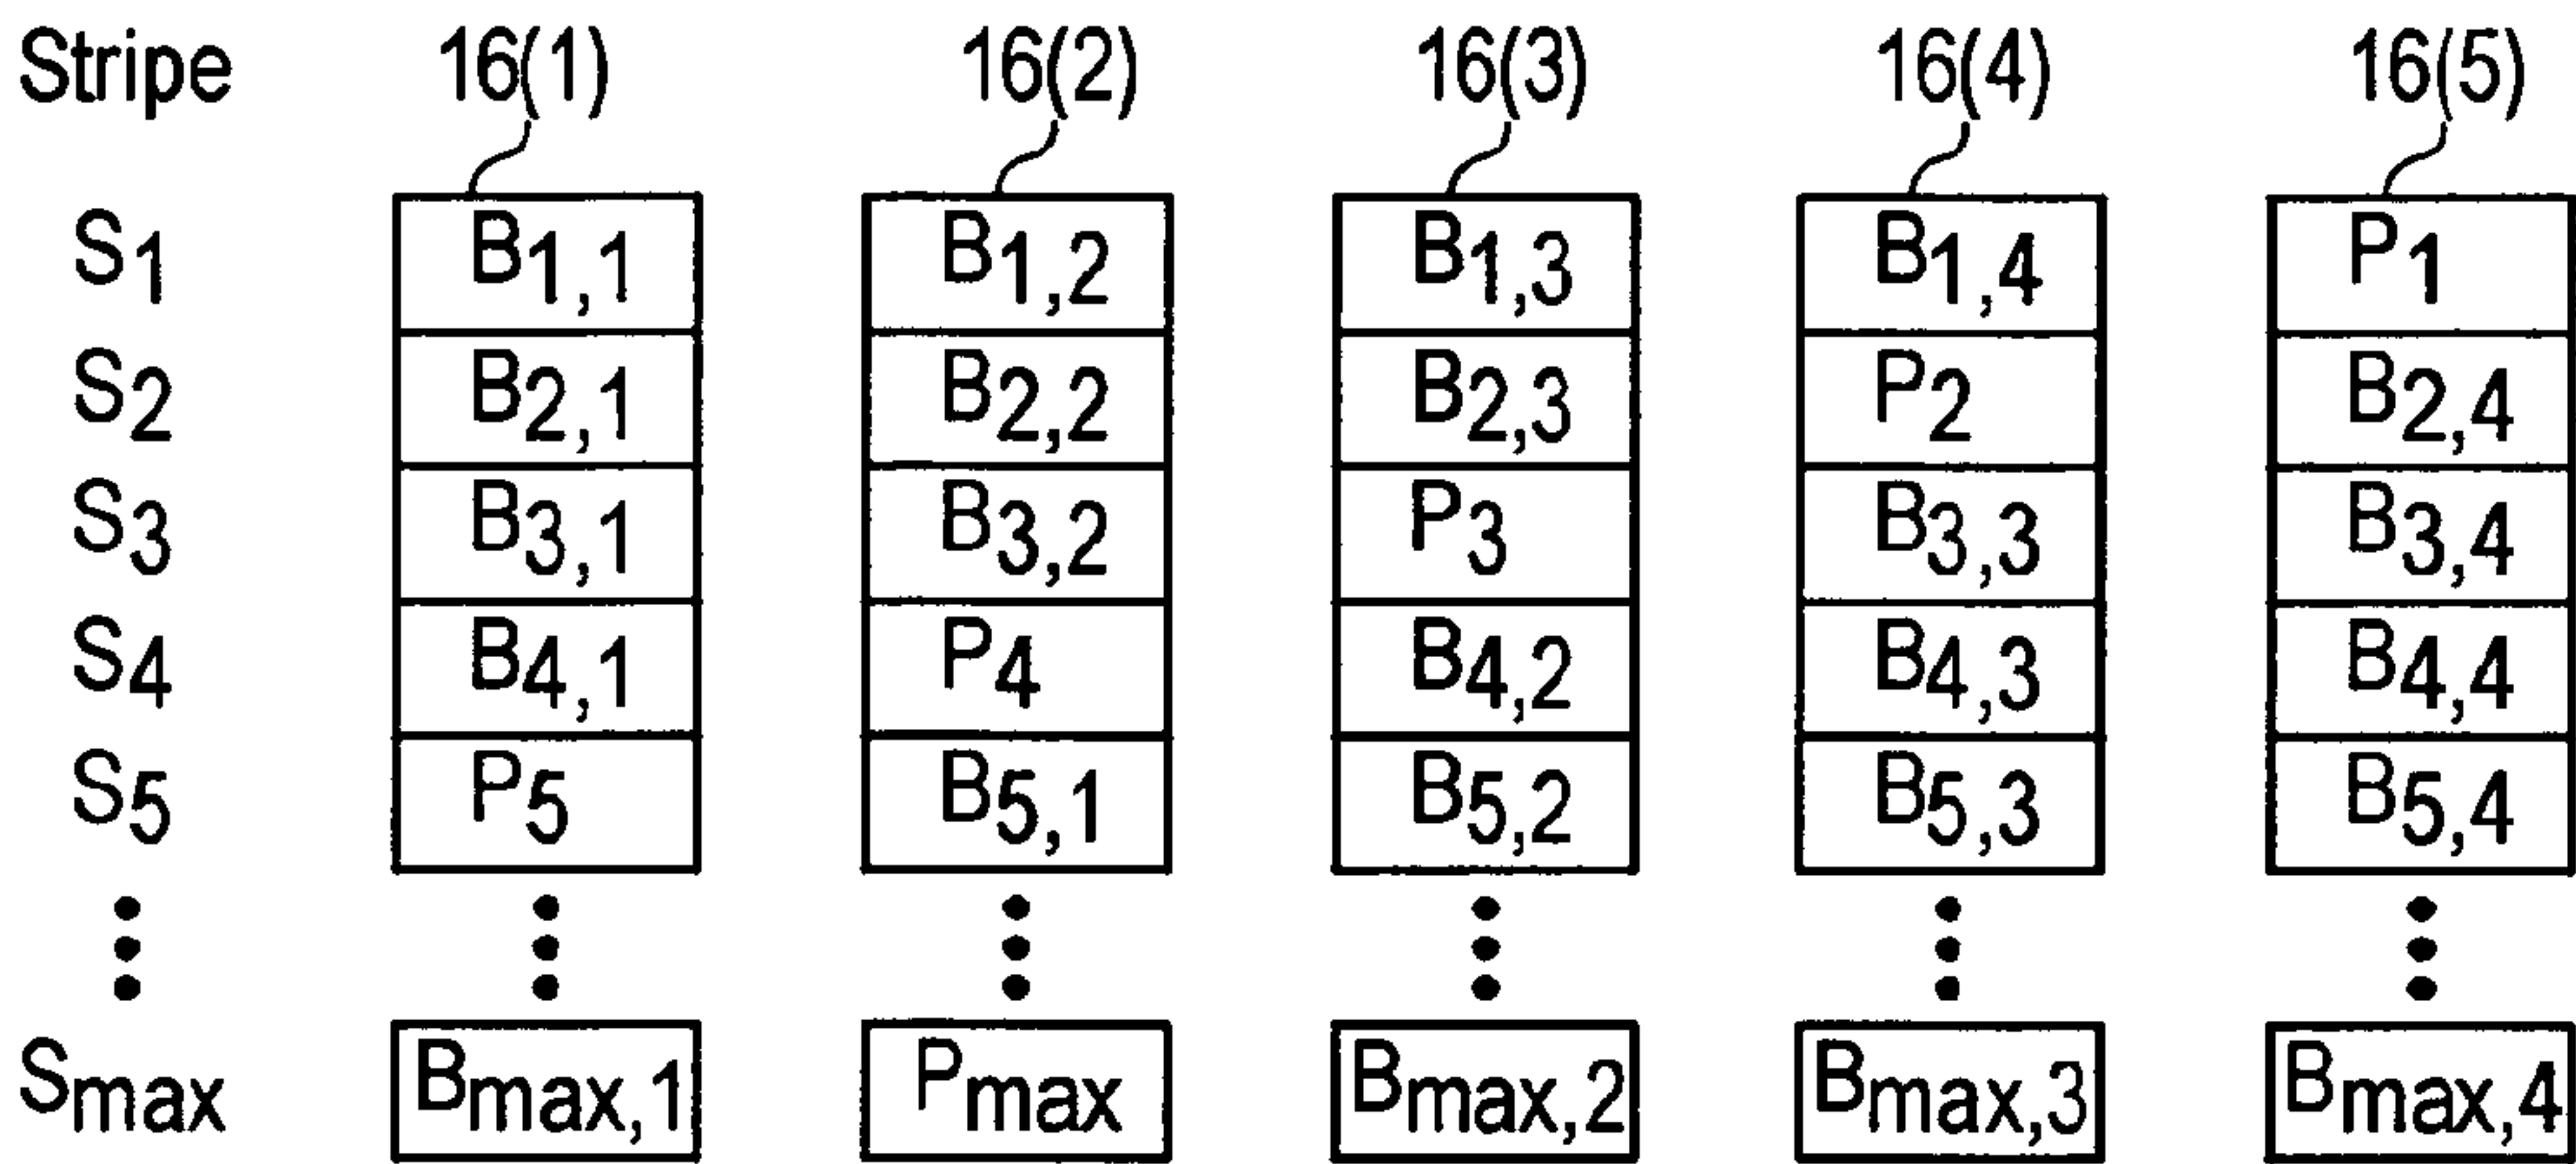 Stripe 16(1) 16(2) 16(3) 16(4) 16(5)
S1 B1,1 B1,2 B1,3 B1,4 P1
S2 B2,1 B2,2 B2,3 P2 B2,4
S3 B3,1 B3,2 P3 B3,3 B3,4
S4 B4,1 P4 B4,2 B4,3 B4,4
S5 P5 B5,1 B5,2 B5,3 B5,4
Smax Bmax,1 Pmax Bmax,2 Bmax,3 Bmax,4